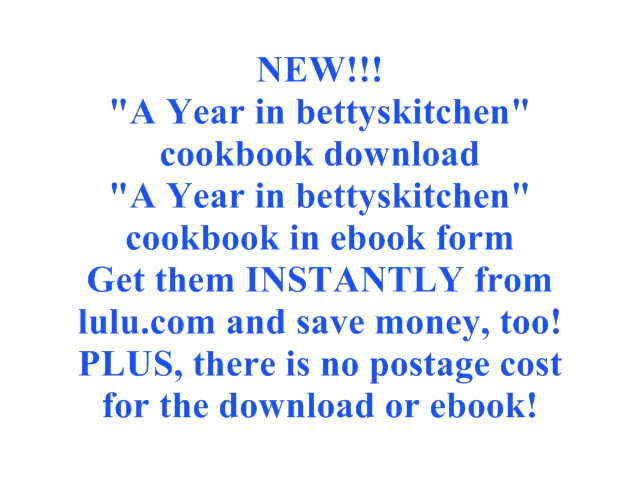 NEW!!!
"A Year in bettyskitchen"
cookbook download
"A Year in bettyskitchen"
cookbook in ebook form
Get them INSTANTLY from
lulu.com and save money, too!
PLUS, there is no postage cost
for the download or ebook!